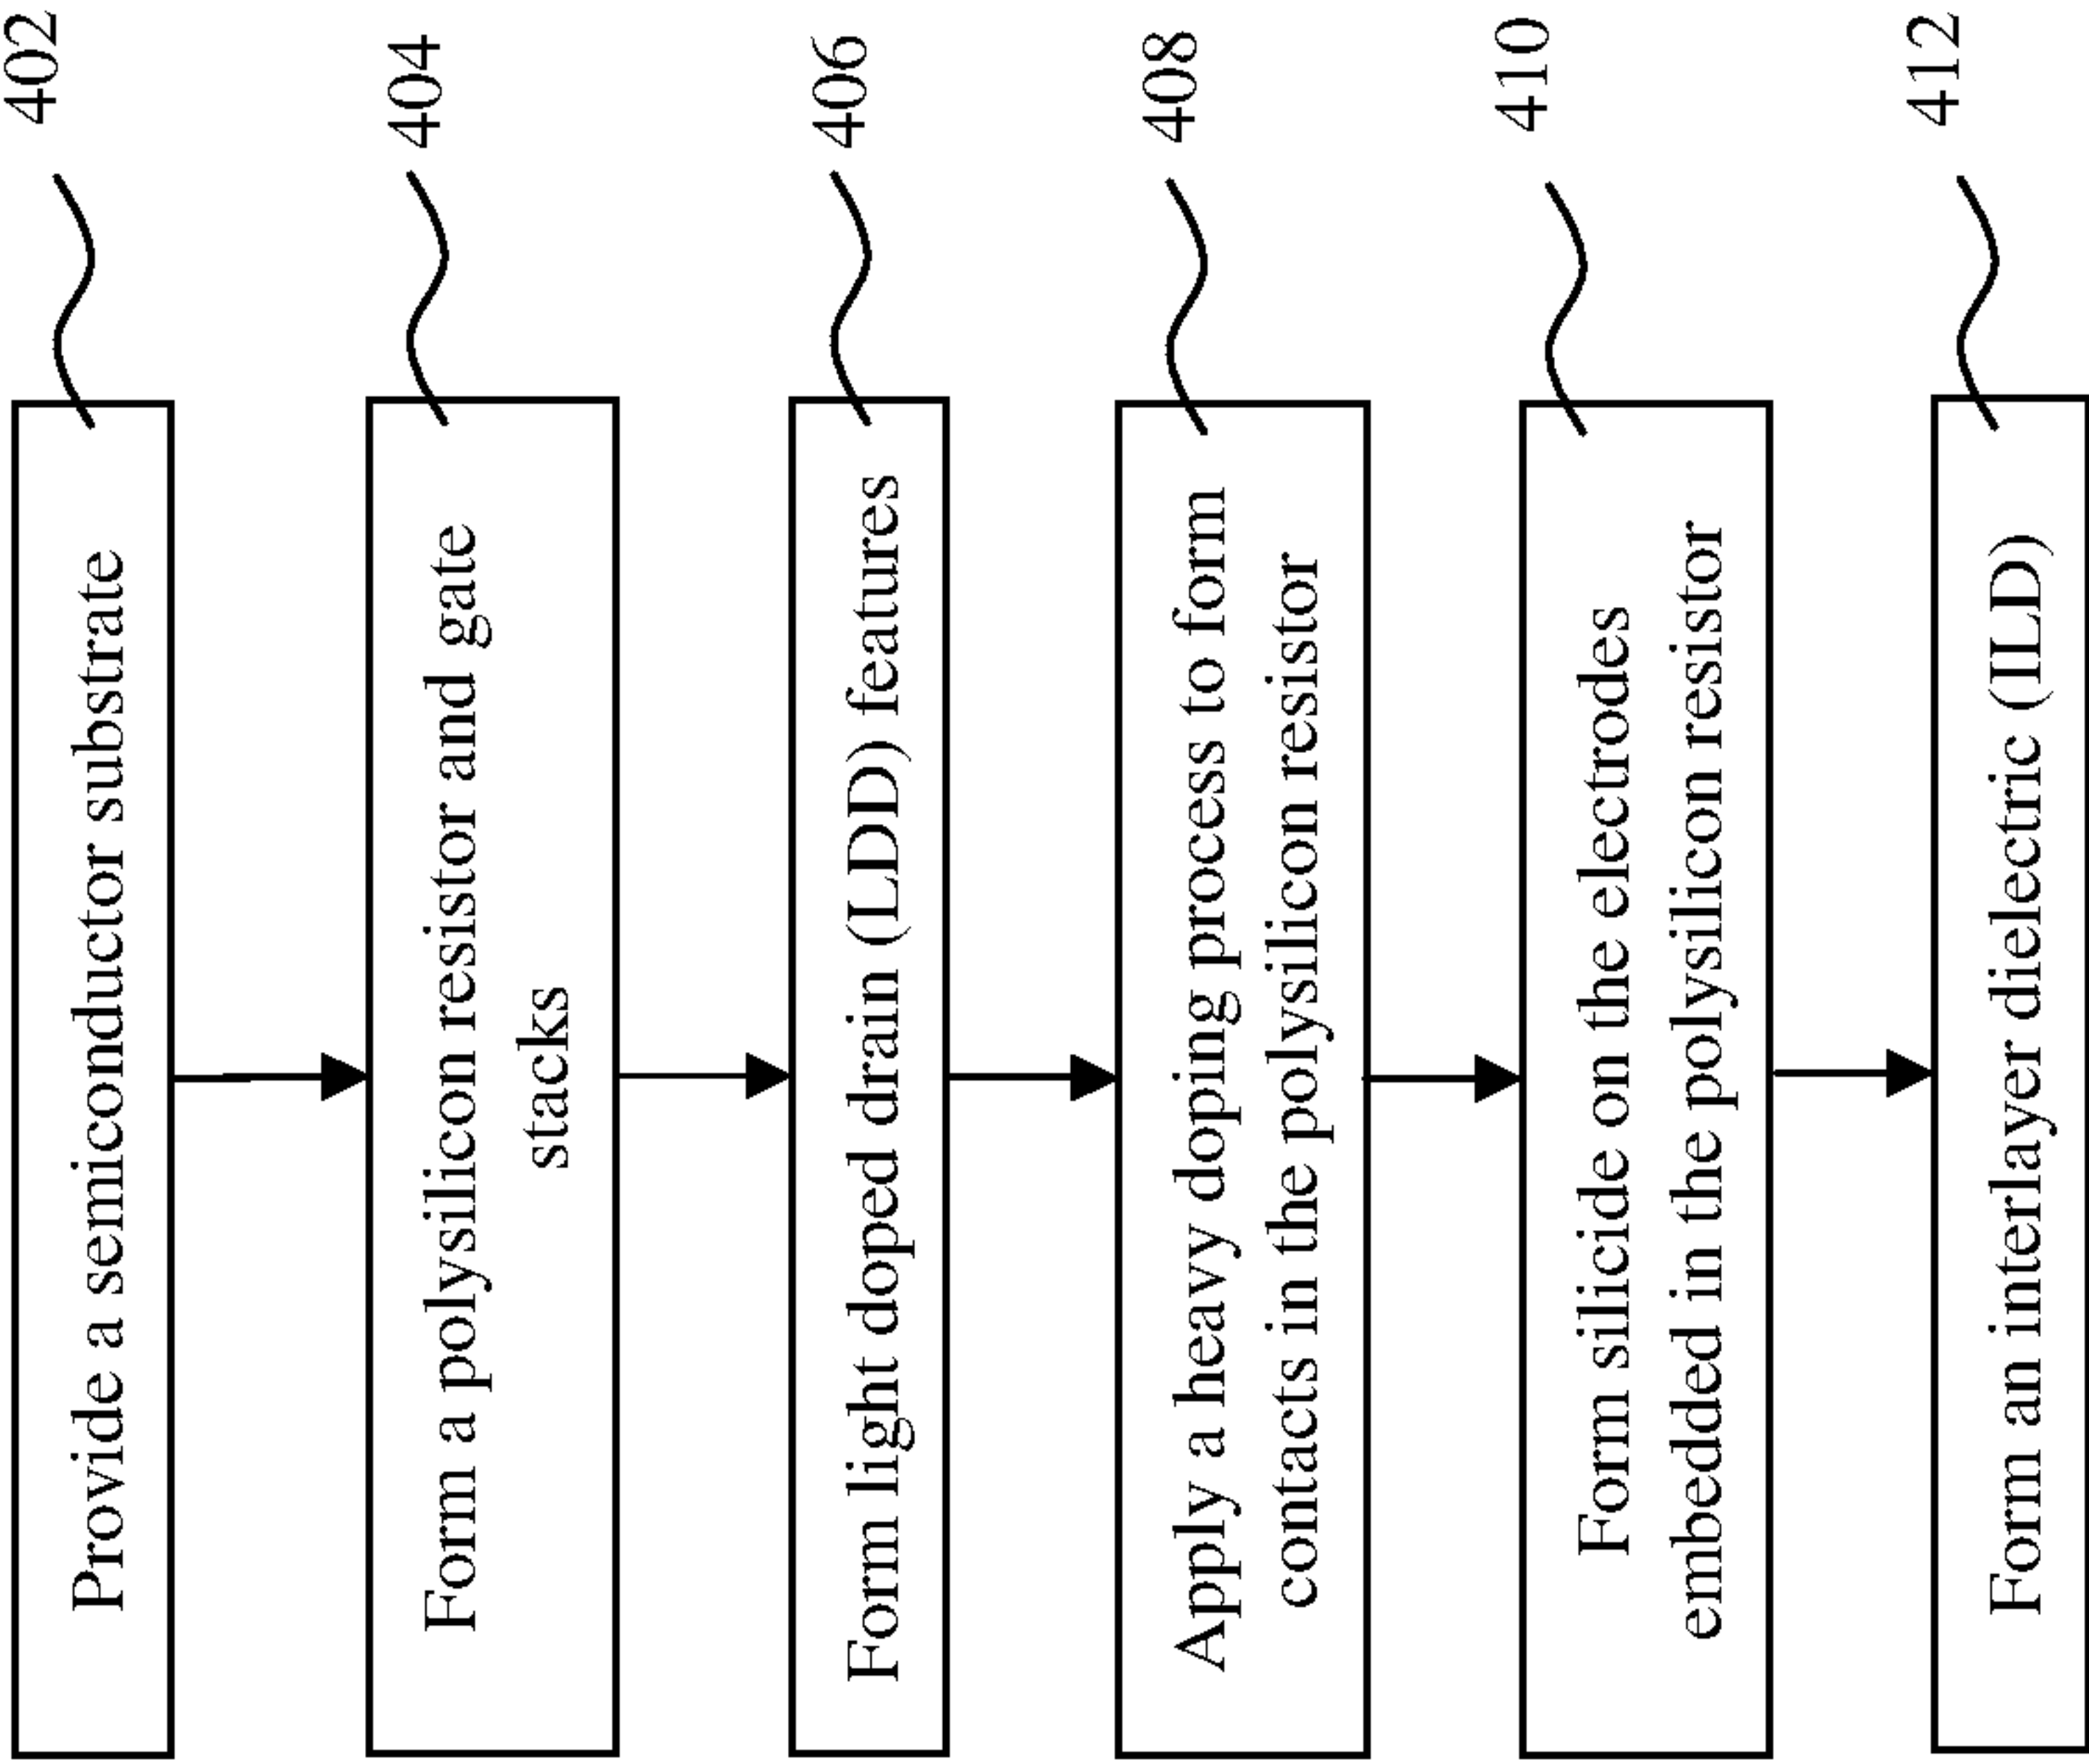 Provide a semiconductor substrate
402
Form a polysilicon resistor and gate
stacks
404
Form light doped drain (LDD) features
406
Apply a heavy doping process to form
contacts in the polysilicon resistor
408
Form silicide on the electrodes
embedded in the polysilicon resistor
410
Form an interlayer dielectric (ILD)
412